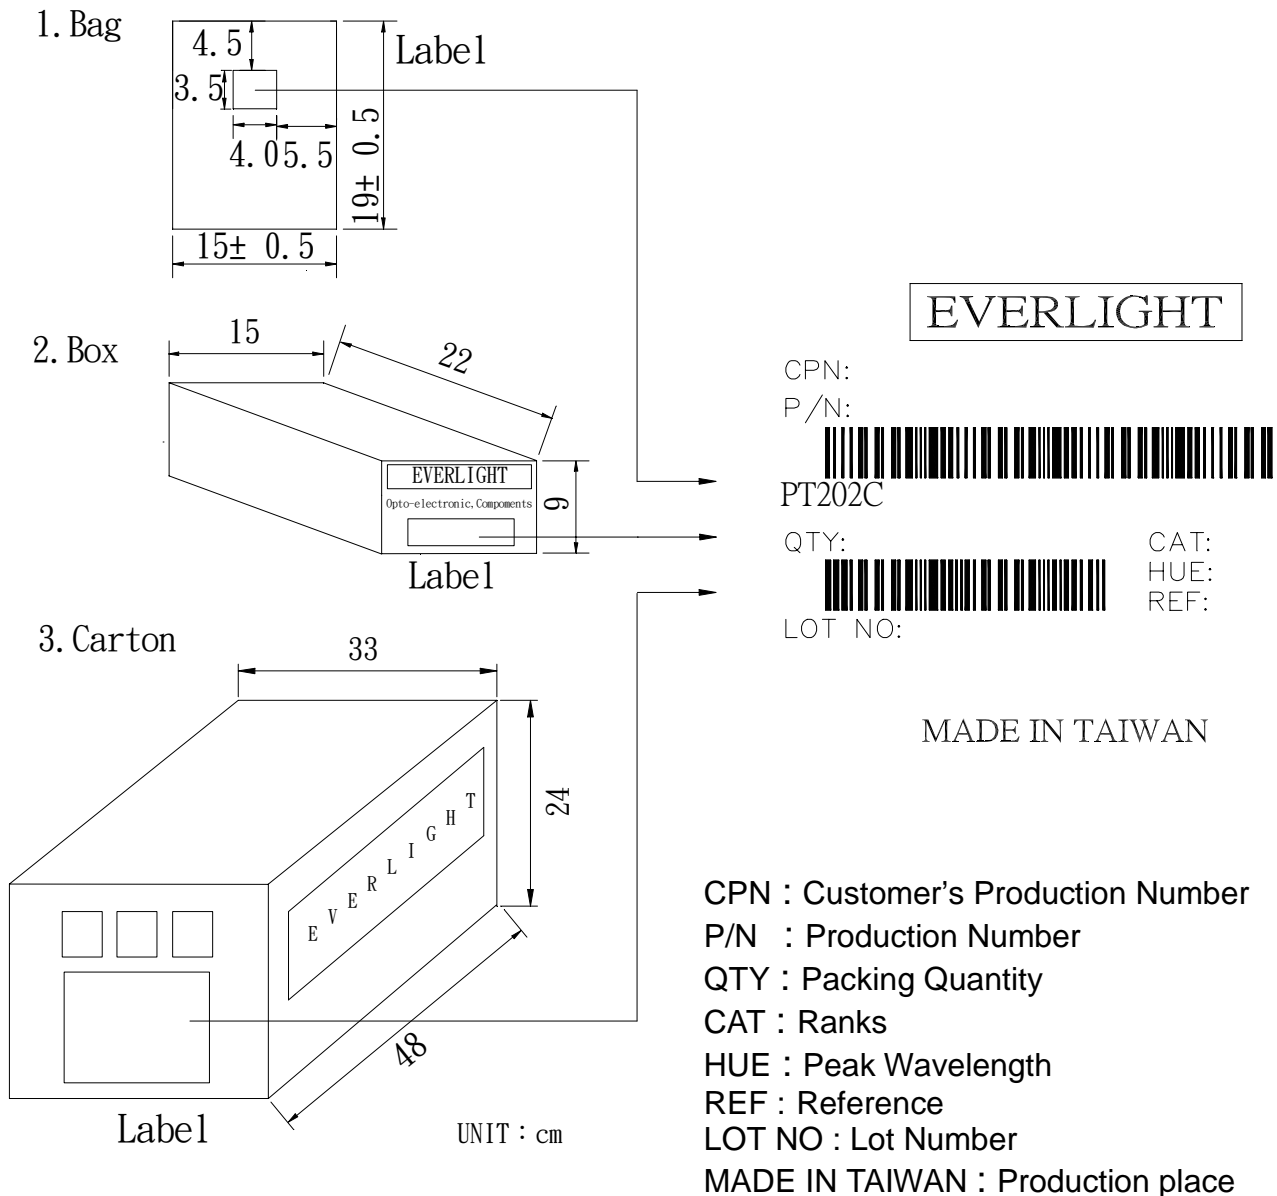 1. Bag
4.5
Label
3.5
4.0 5.5
19± 0.5
15± 0.5
2. Box
15
22
EVERLIGHT
Opto-electronic, Compoments
9
Label
3. Carton
33
24
EVERLIGHT
48
Label
UNIT：cm
EVERLIGHT
CPN:
P/N:
PT202C
QTY:
CAT:
HUE:
REF:
LOT NO:
MADE IN TAIWAN
CPN：Customer’s Production Number
P/N ：Production Number
QTY：Packing Quantity
CAT：Ranks
HUE：Peak Wavelength
REF : Reference
LOT NO : Lot Number
MADE IN TAIWAN：Production place